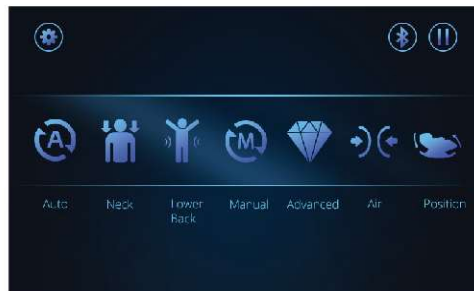 A
M
Auto
Neck
Lower
Back
Manual
Advanced
Air
Position